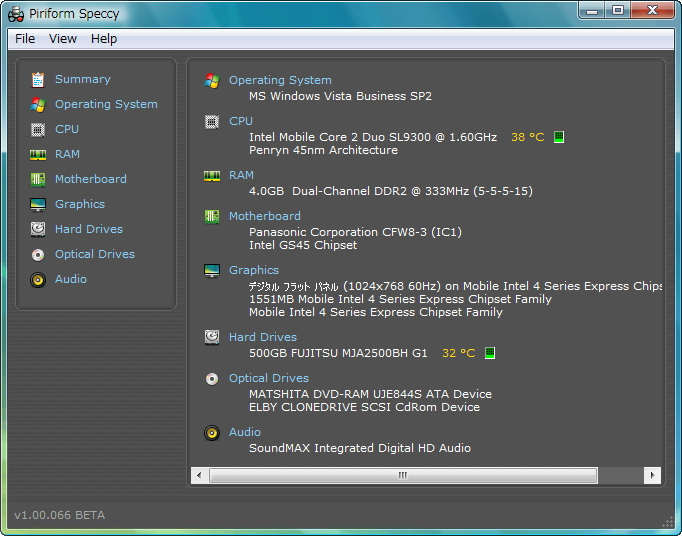 Piriform Speccy
File View Help
Summary
Operating System
CPU
RAM
Motherboard
Graphics
Hard Drives
Optical Drives
Audio
Operating System
MS Windows Vista Business SP2
CPU
Intel Mobile Core 2 Duo SL9300 @ 1.60GHz 38 °C
Penryn 45nm Architecture
RAM
4.0GB Dual-Channel DDR2 @ 333MHz (5-5-5-15)
Motherboard
Panasonic Corporation CFW8-3 (IC1)
Intel GS45 Chipset
Graphics
デジタル フラット パネル (1024x768 60Hz) on Mobile Intel 4 Series Express Chips
1551MB Mobile Intel 4 Series Express Chipset Family
Mobile Intel 4 Series Express Chipset Family
Hard Drives
500GB FUJITSU MJA2500BH G1 32 °C
Optical Drives
MATSHITA DVD-RAM UJE844S ATA Device
ELBY CLONEDRIVE SCSI CdRom Device
Audio
SoundMAX Integrated Digital HD Audio
v1.00.066 BETA